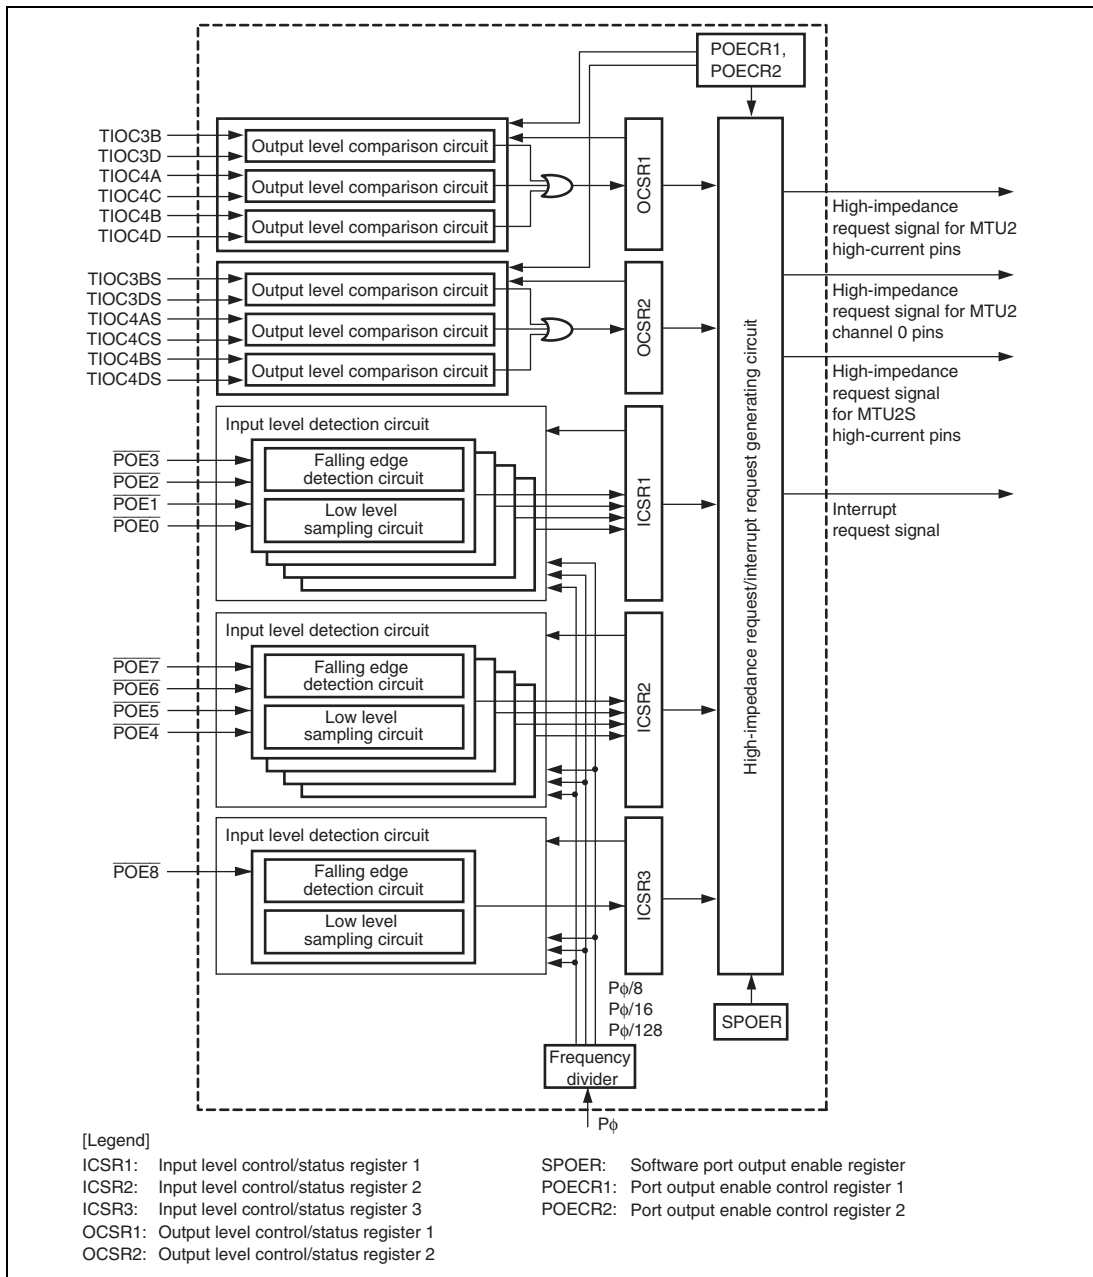 POECR1,
POECR2
TIOC3B
TIOC3D
TIOC4A
TIOC4C
TIOC4B
TIOC4D
Output level comparison circuit
Output level comparison circuit
Output level comparison circuit
OCSR1
TIOC3BS
TIOC3DS
TIOC4AS
TIOC4CS
TIOC4BS
TIOC4DS
Output level comparison circuit
Output level comparison circuit
Output level comparison circuit
OCSR2
High-impedance request/interrupt request generating circuit
High-impedance
request signal for MTU2
high-current pins
High-impedance
request signal for MTU2
channel 0 pins
High-impedance
request signal
for MTU2S
high-current pins
Interrupt
request signal
Input level detection circuit
POE3
POE2
POE1
POE0
Falling edge
detection circuit
Low level
sampling circuit
ICSR1
Input level detection circuit
POE7
POE6
POE5
POE4
Falling edge
detection circuit
Low level
sampling circuit
ICSR2
Input level detection circuit
POE8
Falling edge
detection circuit
Low level
sampling circuit
ICSR3
Pϕ/8
Pϕ/16
Pϕ/128
SPOER
Frequency
divider
Pϕ
[Legend]
ICSR1: Input level control/status register 1
ICSR2: Input level control/status register 2
ICSR3: Input level control/status register 3
OCSR1: Output level control/status register 1
OCSR2: Output level control/status register 2
SPOER: Software port output enable register
POECR1: Port output enable control register 1
POECR2: Port output enable control register 2